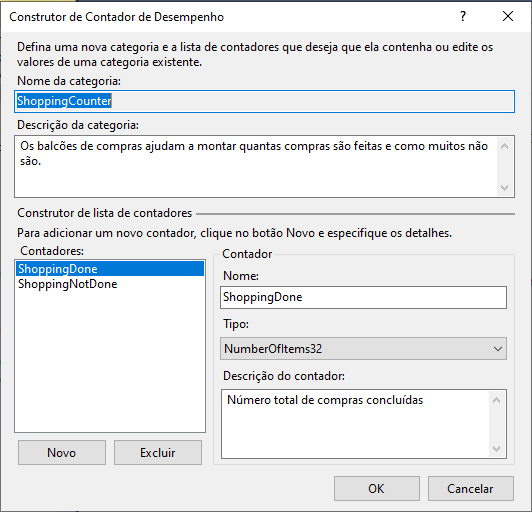 Construtor de Contador de Desempenho
Defina uma nova categoria e a lista de contadores que deseja que ela contenha ou edite os
valores de uma categoria existente.
Nome da categoria:
ShoppingCounter
Descrição da categoria:
Os balcões de compras ajudam a montar quantas compras são feitas e como muitos não
são.
Construtor de lista de contadores
Para adicionar um novo contador, clique no botão Novo e especifique os detalhes.
Contadores:
ShoppingDone
ShoppingNotDone
Contador
Nome:
ShoppingDone
Tipo:
NumberOfItems32
Descrição do contador:
Número total de compras concluídas
Novo
Excluir
OK
Cancelar